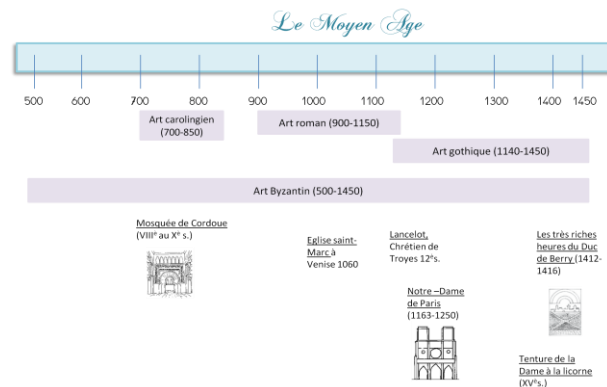 Le Moyen Age
500 600 700 800 900 1000 1100 1200 1300 1400 1450
Art carolingien
(700-850)
Art roman (900-1150)
Art gothique (1140-1450)
Art Byzantin (500-1450)
Mosquée de Cordoue
(VIIIe au Xe s.)
Eglise saint-
Marc à
Venise 1060
Lancelot,
Chrétien de
Troyes 12es.
Les très riches
heures du Duc
de Berry (1412-
1416)
Notre –Dame
de Paris
(1163-1250)
Tenture de la
Dame à la licorne
(XVes.)